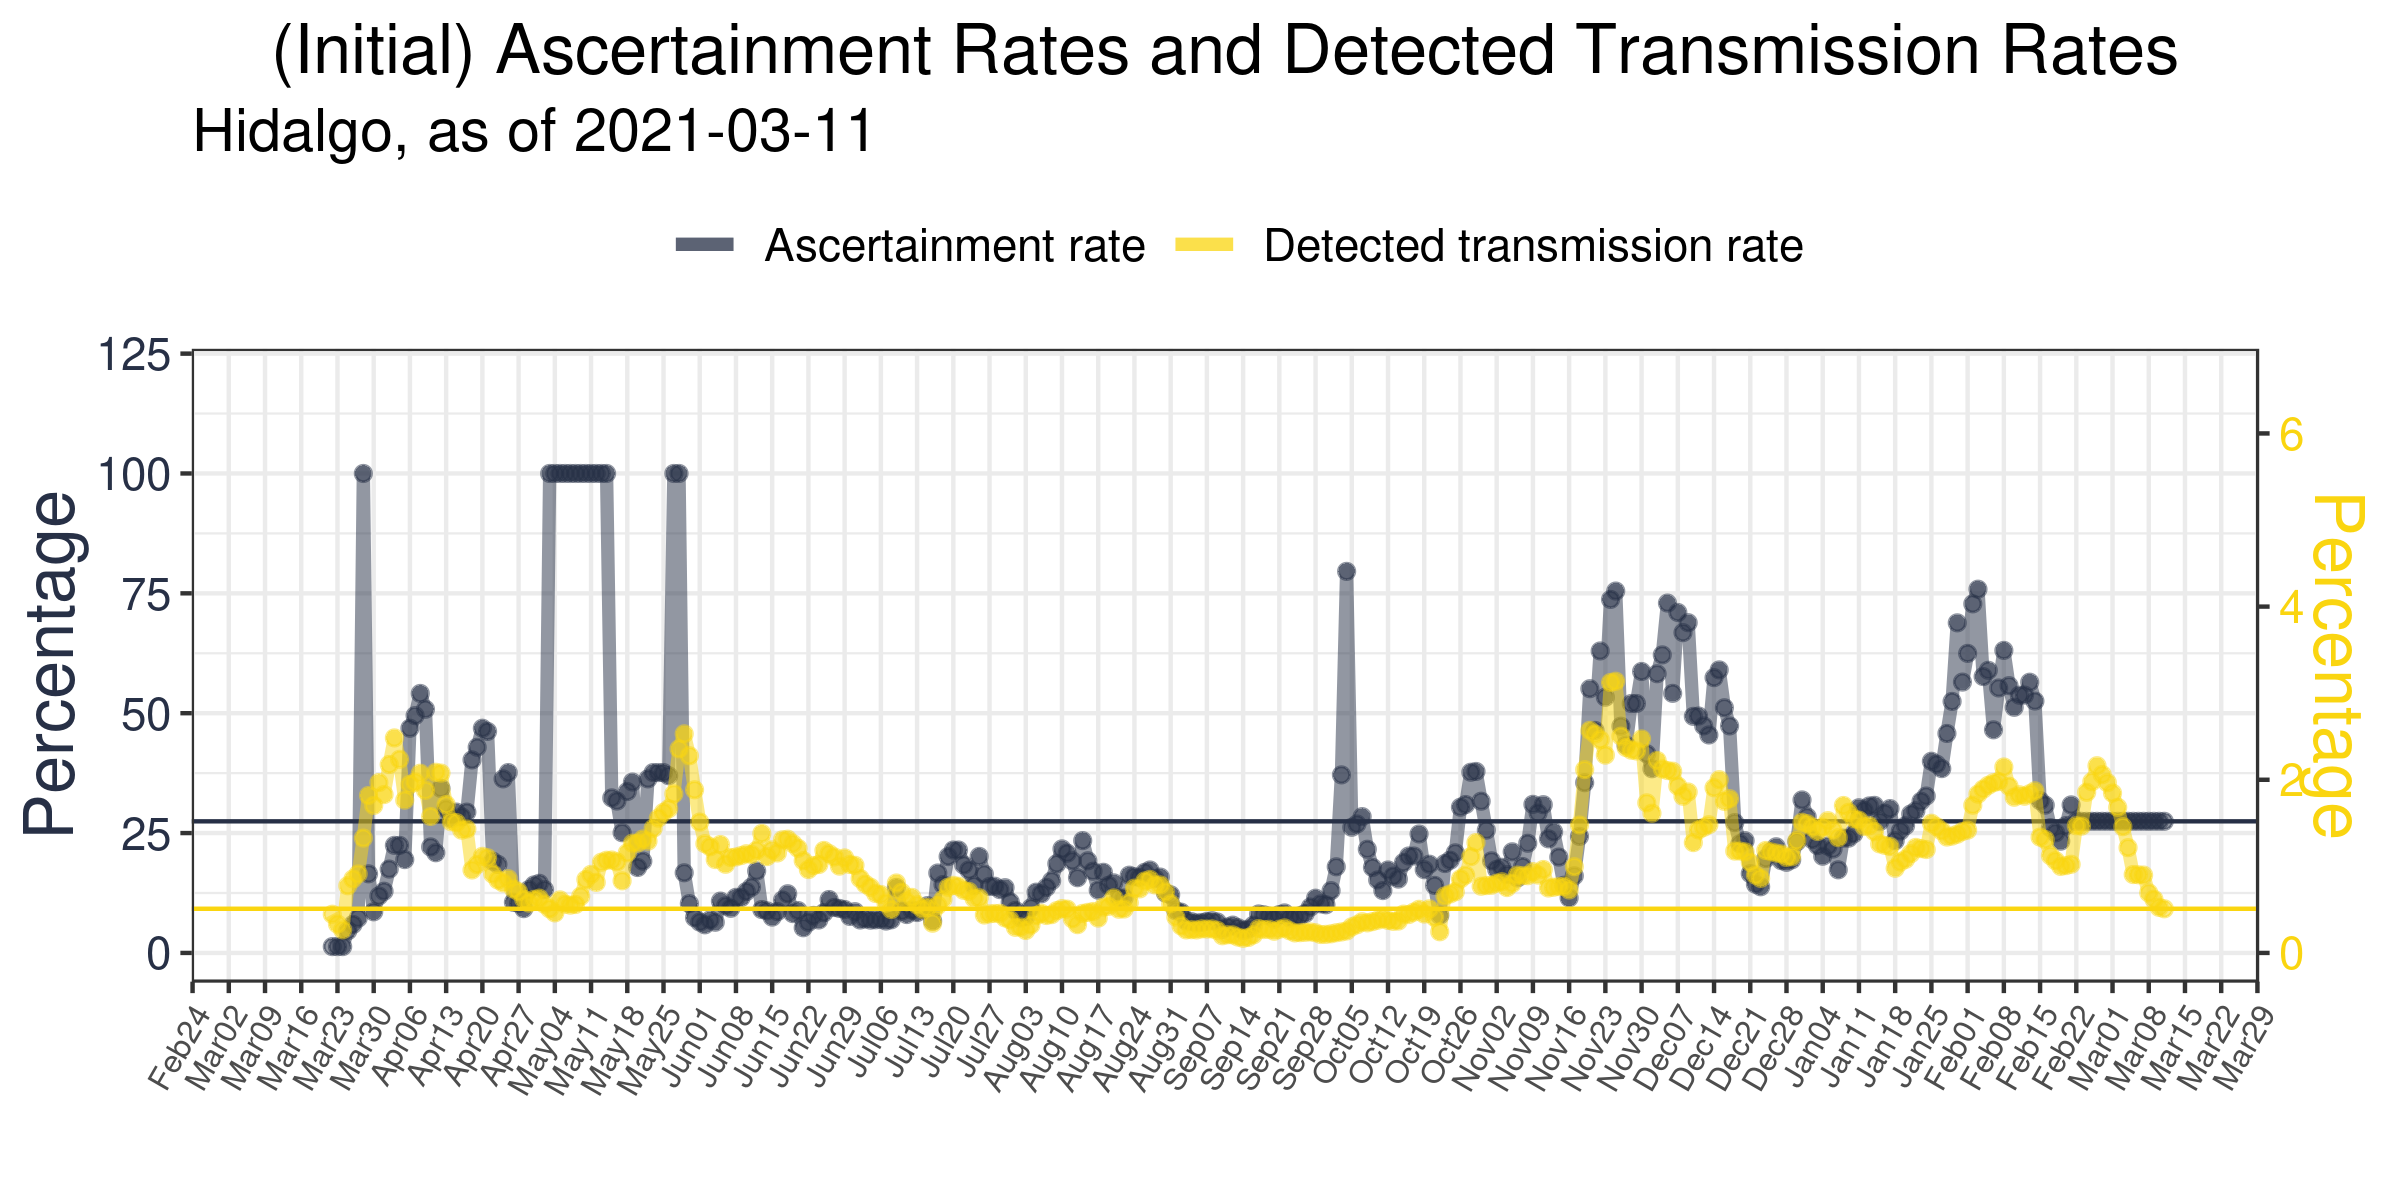 (Initial) Ascertainment Rates and Detected Transmission Rates
Hidalgo, as of 2021-03-11
Ascertainment rate
Detected transmission rate
Percentage
125
100
75
50
25
0
6
4
2
0
Percentage
Feb24
Mar02
Mar09
Mar16
Mar23
Mar30
Apr06
Apr13
Apr20
Apr27
May04
May11
May18
May25
Jun01
Jun08
Jun15
Jun22
Jun29
Jul06
Jul13
Jul20
Jul27
Aug03
Aug10
Aug17
Aug24
Aug31
Sep07
Sep14
Sep21
Sep28
Oct05
Oct12
Oct19
Oct26
Nov02
Nov09
Nov16
Nov23
Nov30
Dec07
Dec14
Dec21
Dec28
Jan04
Jan11
Jan18
Jan25
Feb01
Feb08
Feb15
Feb22
Mar01
Mar08
Mar15
Mar22
Mar29